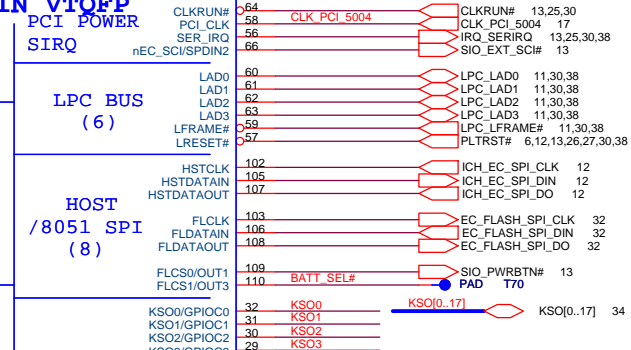 IN VTQFP
PCI POWER
SIRQ
CLKRUN# 64 CLKRUN# 13,25,30
PCI_CLK 58 CLK_PCI_5004 CLK_PCI_5004 17
SER_IRQ 56 IRQ_SERIRQ 13,25,30,38
nEC_SCI/SPDIN2 66 SIO_EXT_SCI# 13
LPC BUS
(6)
LAD0 60 LPC_LAD0 11,30,38
LAD1 61 LPC_LAD1 11,30,38
LAD2 62 LPC_LAD2 11,30,38
LAD3 63 LPC_LAD3 11,30,38
LFRAME# 59 LPC_LFRAME# 11,30,38
LRESET# 57 PLTRST# 6,12,13,26,27,30,38
HOST
/8051 SPI
(8)
HSTCLK 102 ICH_EC_SPI_CLK 12
HSTDATAIN 105 ICH_EC_SPI_DIN 12
HSTDATAOUT 107 ICH_EC_SPI_DO 12
FLCLK 103 EC_FLASH_SPI_CLK 32
FLDATAIN 106 EC_FLASH_SPI_DIN 32
FLDATAOUT 108 EC_FLASH_SPI_DO 32
FLCS0/OUT1 109 SIO_PWRBTN# 13
FLCS1/OUT3 110 BATT_SEL# PAD T70
KSO0/GPIOC0 32 KSO0 KSO[0..17] KSO[0..17] 34
KSO1/GPIOC1 31 KSO1
KSO2/GPIOC2 30 KSO2
29 KSO3